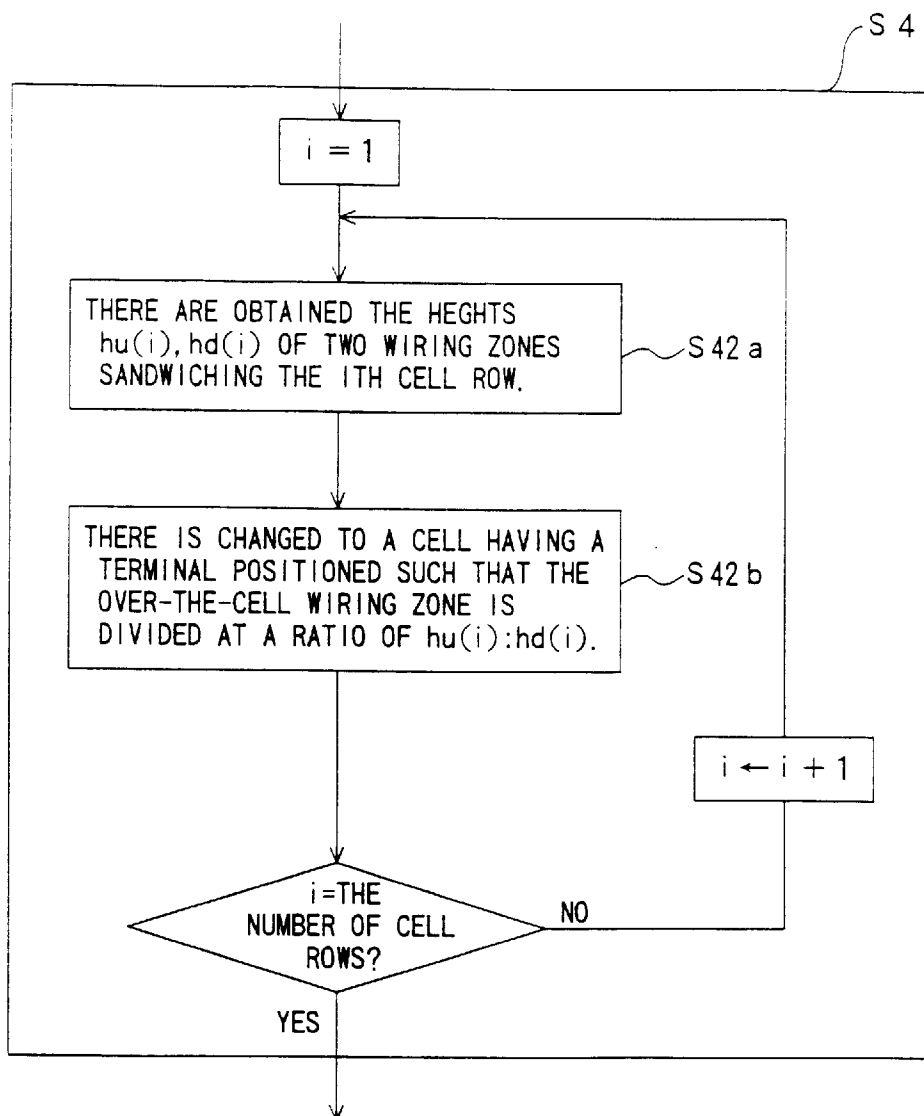 S 4
i = 1
THERE ARE OBTAINED THE HEGHTS
hu(i), hd(i) OF TWO WIRING ZONES
SANDWICHING THE ITH CELL ROW.
S 42 a
THERE IS CHANGED TO A CELL HAVING A
TERMINAL POSITIONED SUCH THAT THE
OVER-THE-CELL WIRING ZONE IS
DIVIDED AT A RATIO OF hu(i):hd(i).
S 42 b
i ← i + 1
i=THE
NUMBER OF CELL
ROWS?
NO
YES